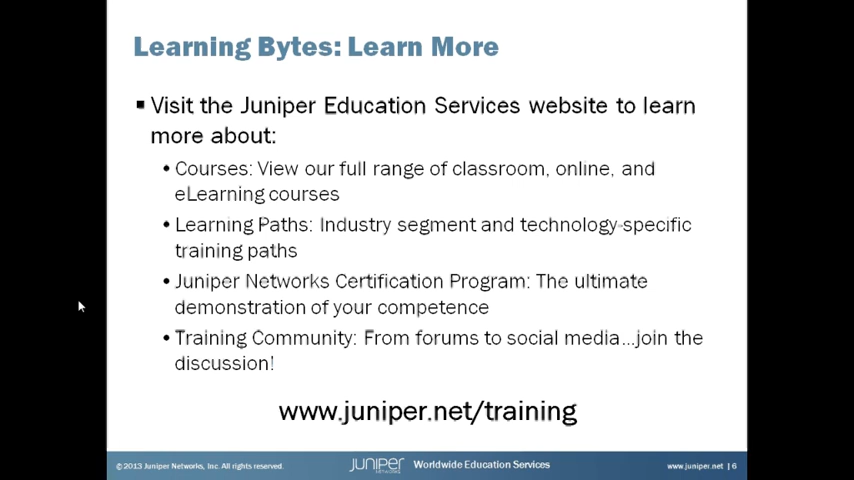 Learning Bytes: Learn More
▪ Visit the Juniper Education Services website to learn
more about:
• Courses: View our full range of classroom, online, and
eLearning courses
• Learning Paths: Industry segment and technology-specific
training paths
• Juniper Networks Certification Program: The ultimate
demonstration of your competence
• Training Community: From forums to social media...join the
discussion!
www.juniper.net/training
© 2013 Juniper Networks, Inc. All rights reserved. JUNIPER NETWORKS Worldwide Education Services www.juniper.net | 6